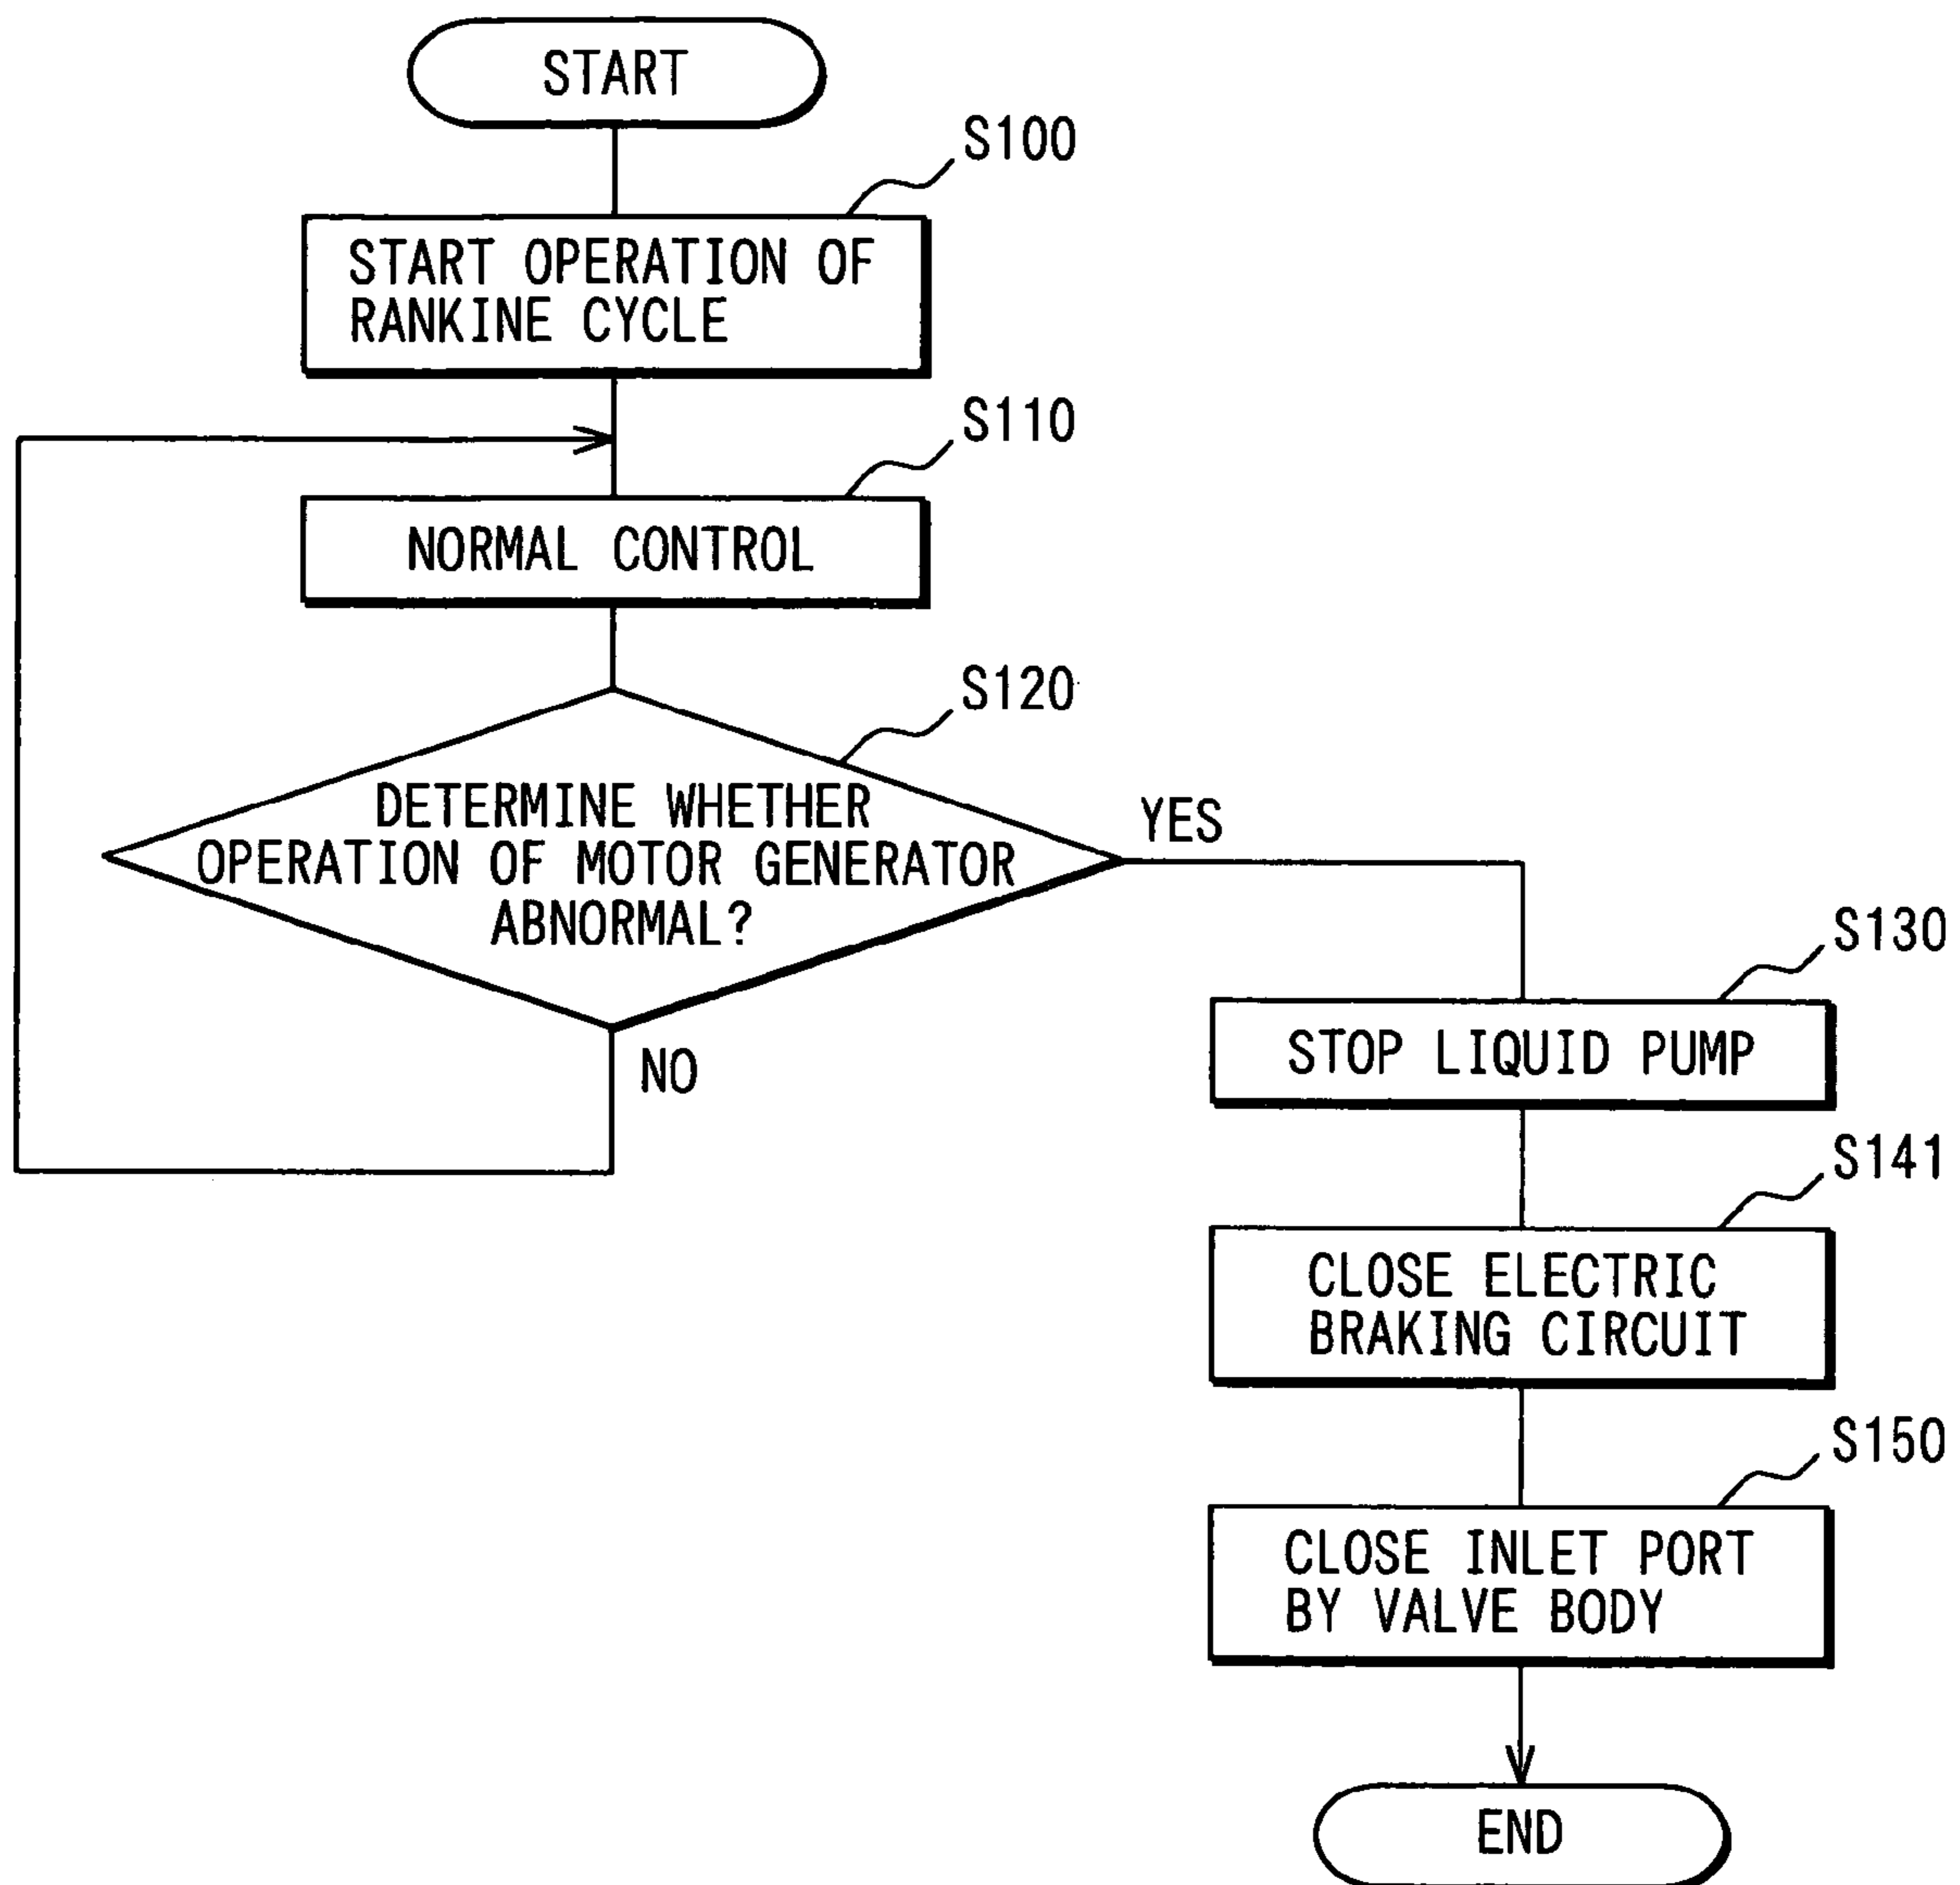 START
S100
START OPERATION OF
RANKINE CYCLE
S110
NORMAL CONTROL
S120
DETERMINE WHETHER
OPERATION OF MOTOR GENERATOR
ABNORMAL?
YES
NO
S130
STOP LIQUID PUMP
S141
CLOSE ELECTRIC
BRAKING CIRCUIT
S150
CLOSE INLET PORT
BY VALVE BODY
END